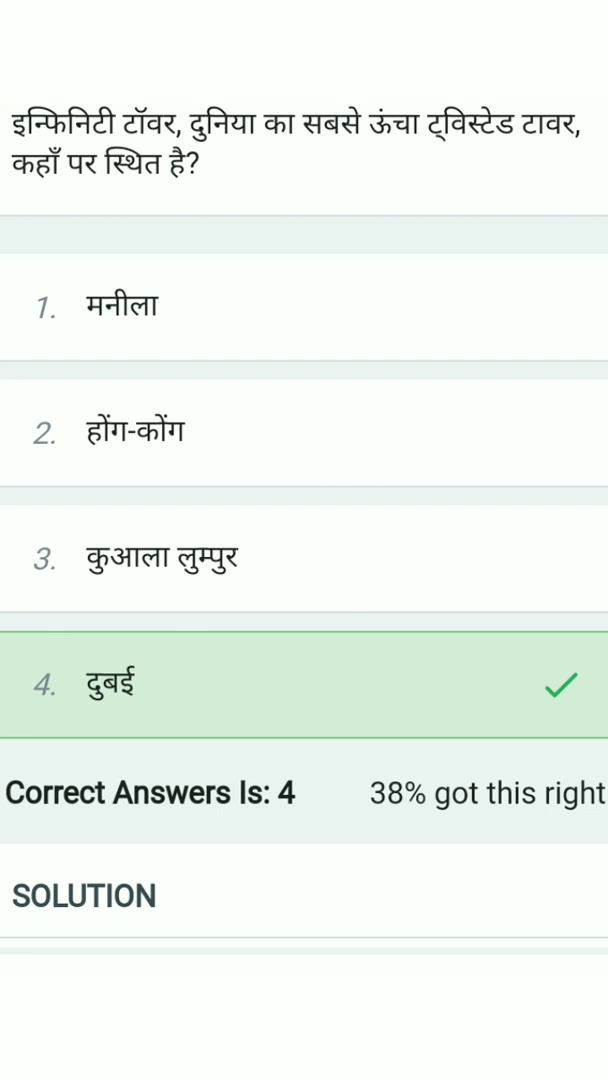 इन्फिनिटी टॉवर, दुनिया का सबसे ऊंचा ट्विस्टेड टावर,
कहाँ पर स्थित है?
1. मनीला
2. होंग-कोंग
3. कुआला लुम्पुर
4. दुबई
Correct Answers Is: 4 38% got this right
SOLUTION